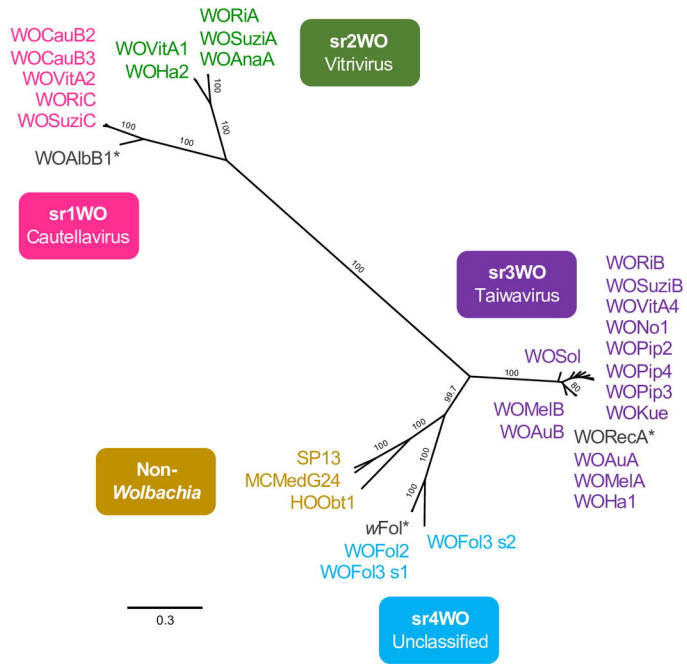 WOCauB2
WOCauB3
WOVitA2
WORiC
WOSuziC
WOAlbB1*
sr1WO
Cautellavirus
WOVitA1
WOHa2
WORiA
WOSuziA
WOAnaA
sr2WO
Vitrivirus
100
100
100
100
100
sr3WO
Taiwavirus
WORiB
WOSuziB
WOVitA4
WONo1
WOPip2
WOPip4
WOPip3
WOKue
WORecA*
WOAuA
WOMelA
WOHa1
WOSol
100
80
WOMelB
WOAuB
99.7
100
100
100
100
Non-
Wolbachia
SP13
MCMedG24
HOObt1
wFol*
WOFol2
WOFol3 s1
WOFol3 s2
sr4WO
Unclassified
0.3